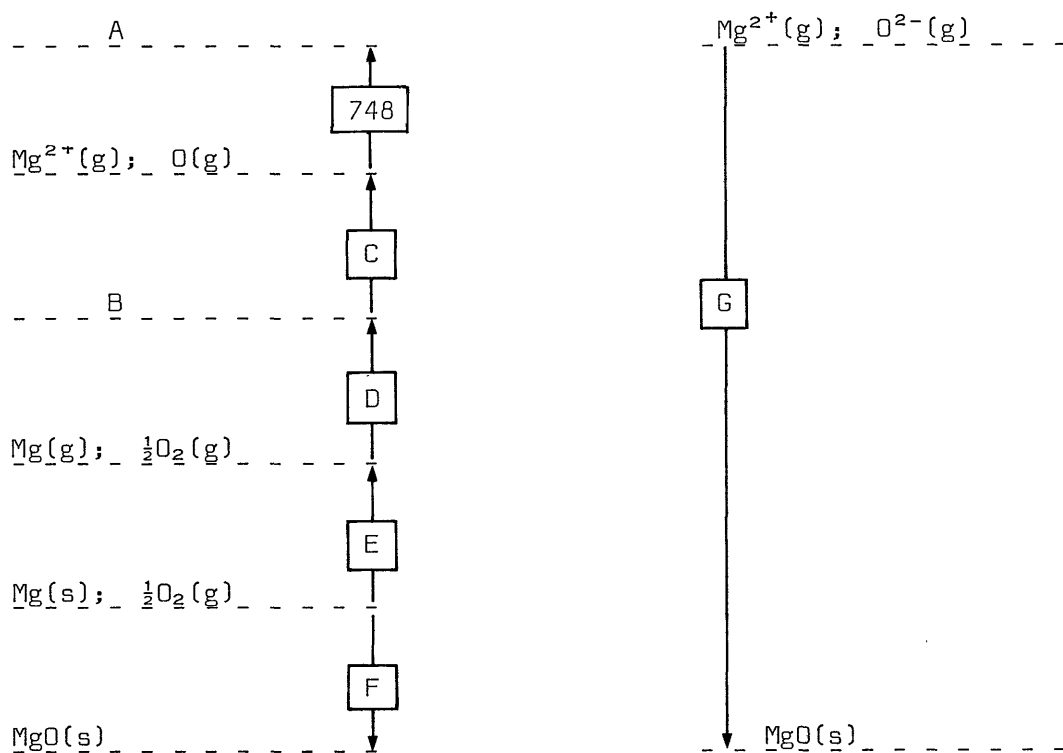 A
Mg²⁺(g); O²⁻(g)
748
Mg²⁺(g); O(g)
C
B
G
D
Mg(g); ½O₂(g)
E
Mg(s); ½O₂(g)
F
MgO(s)
MgO(s)